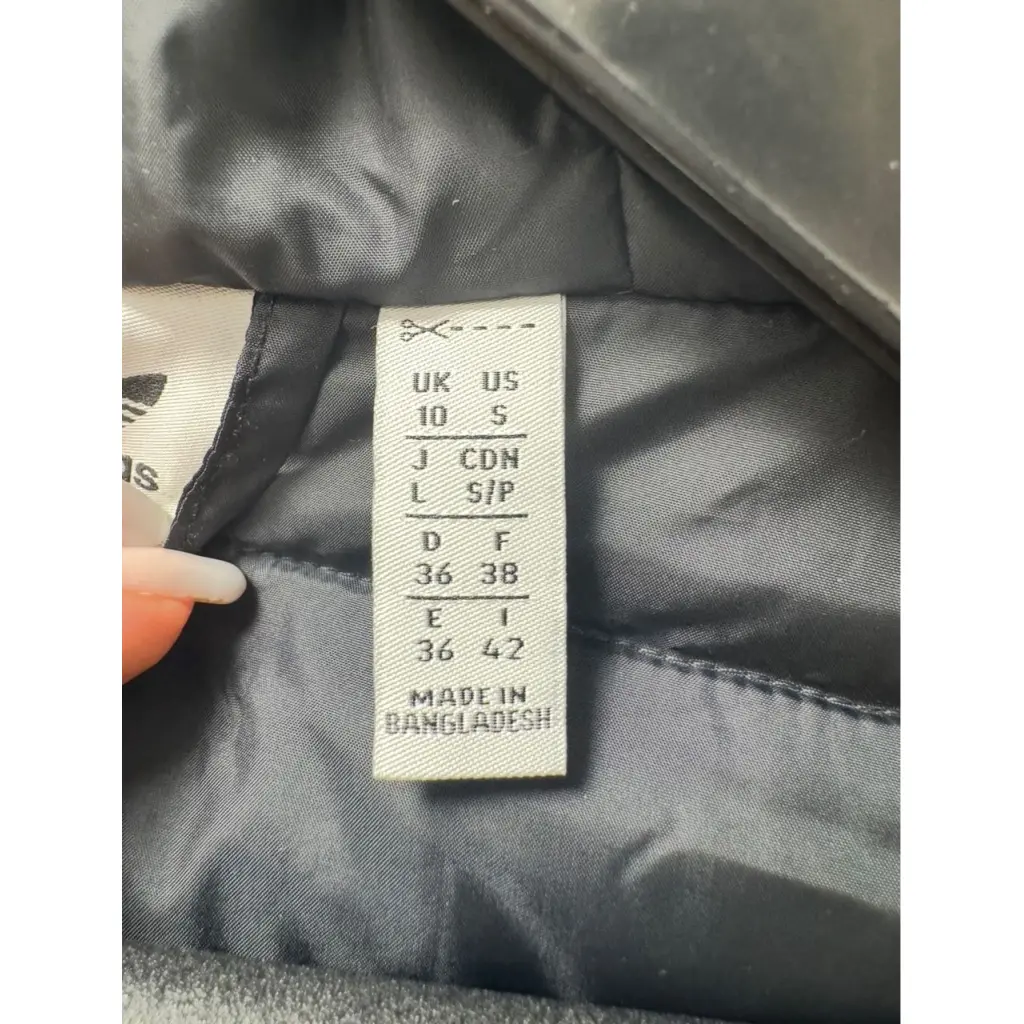 UK US
10 S
J CDN
L S/P
D F
36 38
E I
36 42
MADE IN
BANGLADESH